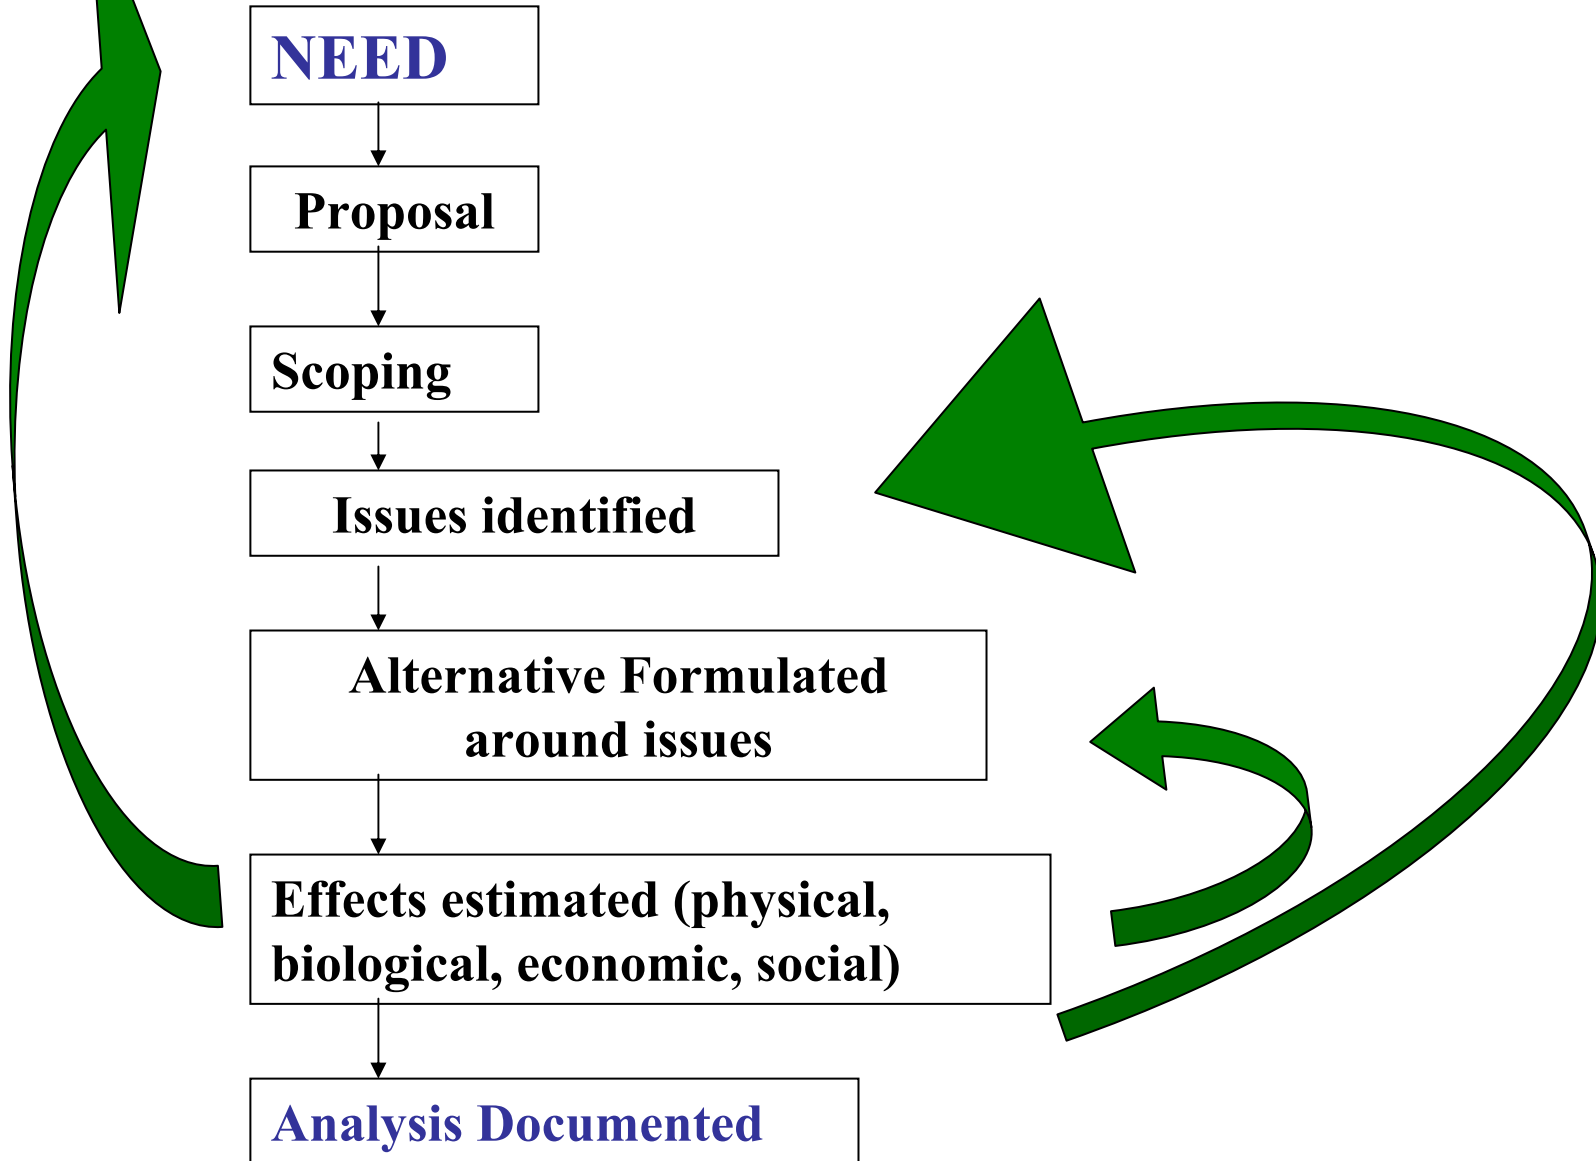 NEED
Proposal
Scoping
Issues identified
Alternative Formulated
around issues
Effects estimated (physical,
biological, economic, social)
Analysis Documented